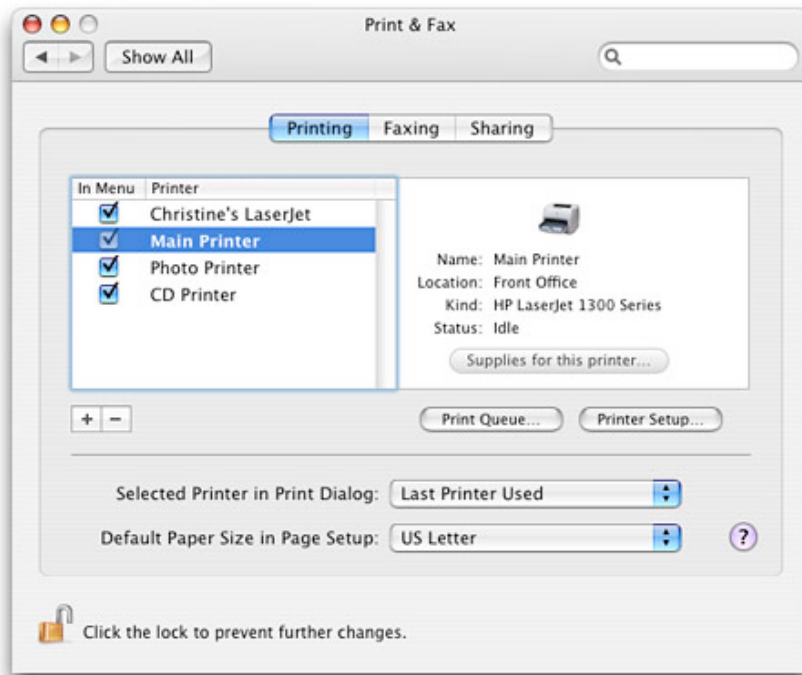 Print & Fax
Show All
Printing Faxing Sharing
In Menu Printer
Christine's LaserJet
Main Printer
Photo Printer
CD Printer
Name: Main Printer
Location: Front Office
Kind: HP LaserJet 1300 Series
Status: Idle
Supplies for this printer...
+ −
Print Queue... Printer Setup...
Selected Printer in Print Dialog: Last Printer Used
Default Paper Size in Page Setup: US Letter
?
Click the lock to prevent further changes.